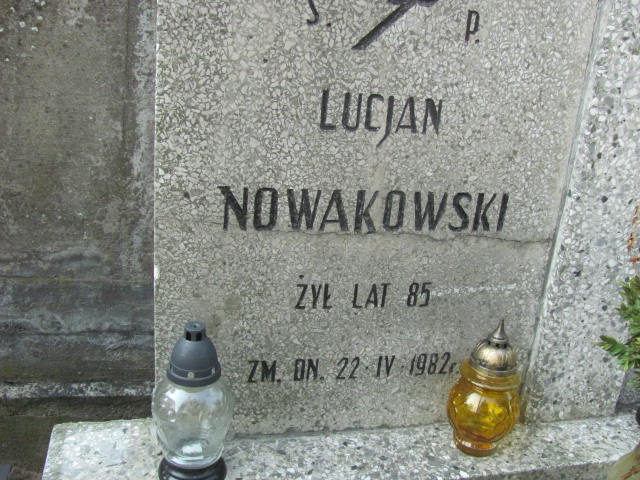 Ś. P.
LUCJAN
NOWAKOWSKI
ŻYŁ LAT 85
ZM. DN. 22·IV·1982r.